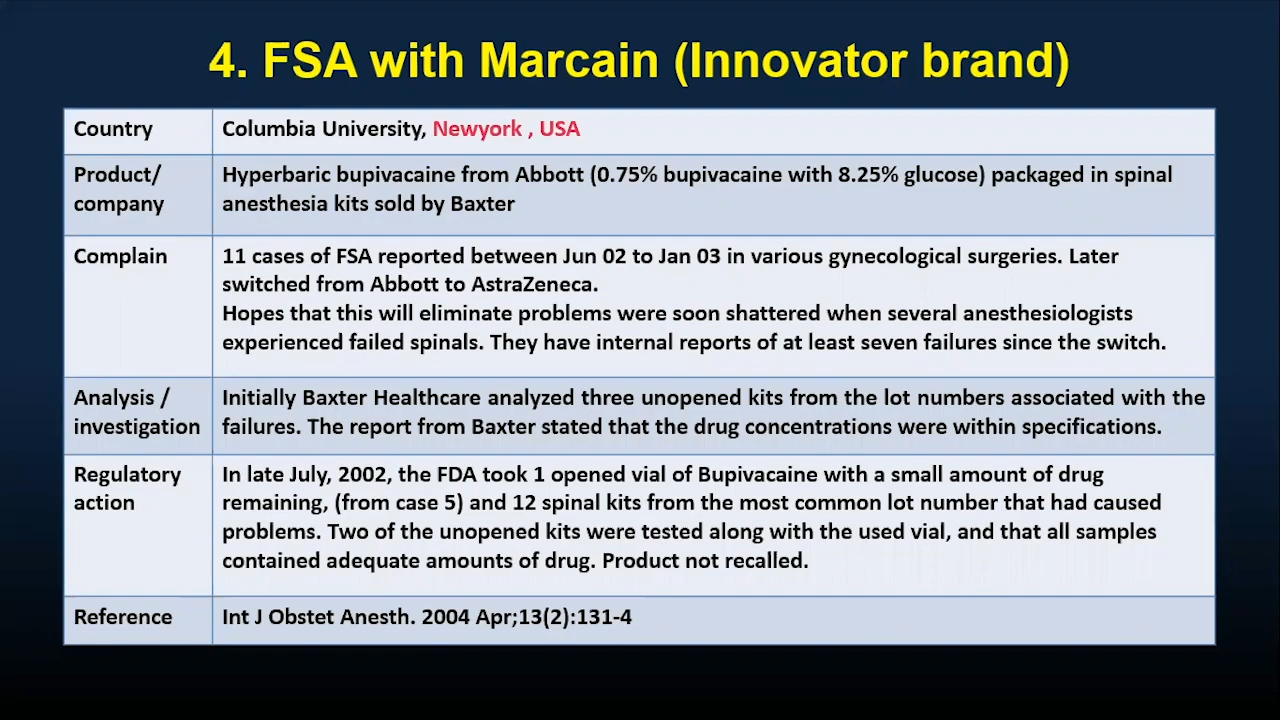 4. FSA with Marcain (Innovator brand)
Country
Columbia University, Newyork , USA
Product/
company
Hyperbaric bupivacaine from Abbott (0.75% bupivacaine with 8.25% glucose) packaged in spinal
anesthesia kits sold by Baxter
Complain
11 cases of FSA reported between Jun 02 to Jan 03 in various gynecological surgeries. Later
switched from Abbott to AstraZeneca.
Hopes that this will eliminate problems were soon shattered when several anesthesiologists
experienced failed spinals. They have internal reports of at least seven failures since the switch.
Analysis /
investigation
Initially Baxter Healthcare analyzed three unopened kits from the lot numbers associated with the
failures. The report from Baxter stated that the drug concentrations were within specifications.
Regulatory
action
In late July, 2002, the FDA took 1 opened vial of Bupivacaine with a small amount of drug
remaining, (from case 5) and 12 spinal kits from the most common lot number that had caused
problems. Two of the unopened kits were tested along with the used vial, and that all samples
contained adequate amounts of drug. Product not recalled.
Reference
Int J Obstet Anesth. 2004 Apr;13(2):131-4